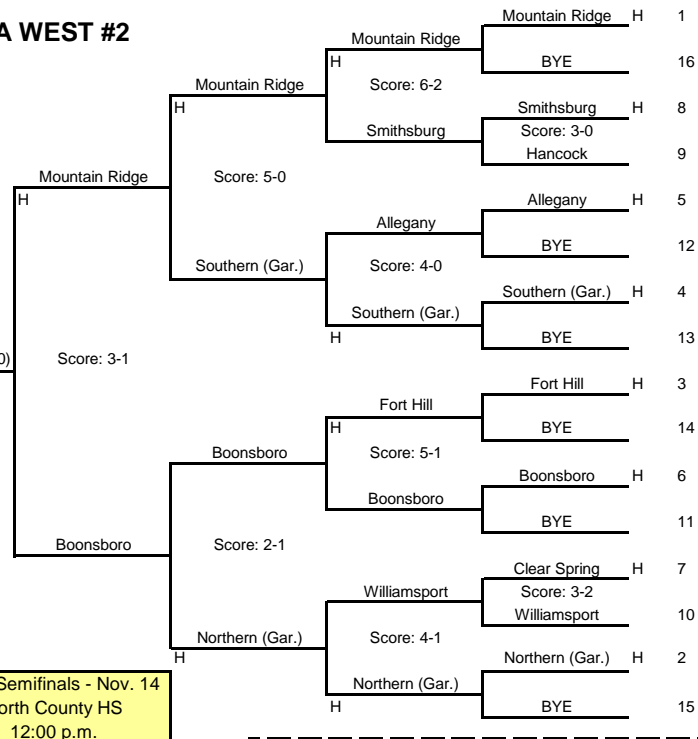 A WEST #2
Mountain Ridge H 1
Mountain Ridge
H
BYE 16
Score: 6-2
Mountain Ridge
H
Smithsburg H 8
Smithsburg
Score: 3-0
Hancock 9
Mountain Ridge
H
Score: 5-0
Allegany H 5
Allegany
BYE 12
Southern (Gar.)
Score: 4-0
Southern (Gar.) H 4
Southern (Gar.)
H
BYE 13
0)
Score: 3-1
Fort Hill H 3
Fort Hill
H
BYE 14
Boonsboro
Score: 5-1
Boonsboro H 6
Boonsboro
BYE 11
Boonsboro
Score: 2-1
Clear Spring H 7
Williamsport
Score: 3-2
Williamsport 10
Northern (Gar.)
H
Score: 4-1
Northern (Gar.) H 2
Northern (Gar.)
H
BYE 15
Semifinals - Nov. 14
orth County HS
12:00 p.m.